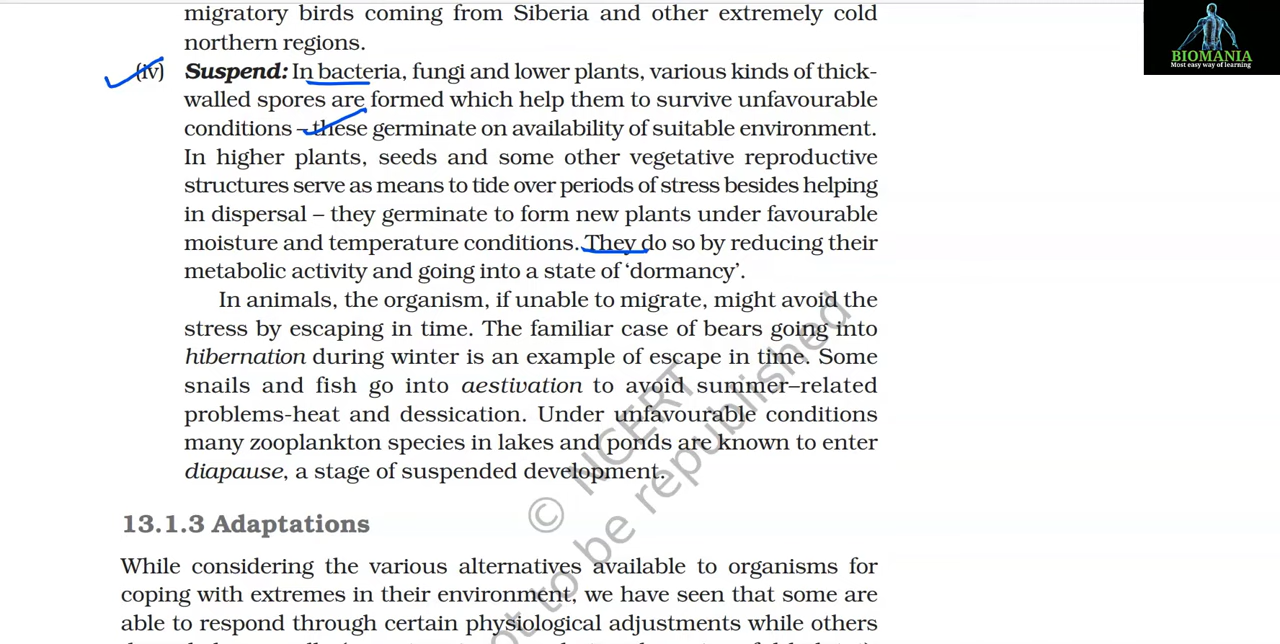 migratory birds coming from Siberia and other extremely cold
northern regions.
(iv) Suspend: In bacteria, fungi and lower plants, various kinds of thick-
walled spores are formed which help them to survive unfavourable
conditions – these germinate on availability of suitable environment.
In higher plants, seeds and some other vegetative reproductive
structures serve as means to tide over periods of stress besides helping
in dispersal – they germinate to form new plants under favourable
moisture and temperature conditions. They do so by reducing their
metabolic activity and going into a state of ‘dormancy’.
In animals, the organism, if unable to migrate, might avoid the
stress by escaping in time. The familiar case of bears going into
hibernation during winter is an example of escape in time. Some
snails and fish go into aestivation to avoid summer–related
problems-heat and dessication. Under unfavourable conditions
many zooplankton species in lakes and ponds are known to enter
diapause, a stage of suspended development.
13.1.3 Adaptations
While considering the various alternatives available to organisms for
coping with extremes in their environment, we have seen that some are
able to respond through certain physiological adjustments while others
© NCERT
not to be republished
BIOMANIA
Most easy way of learning